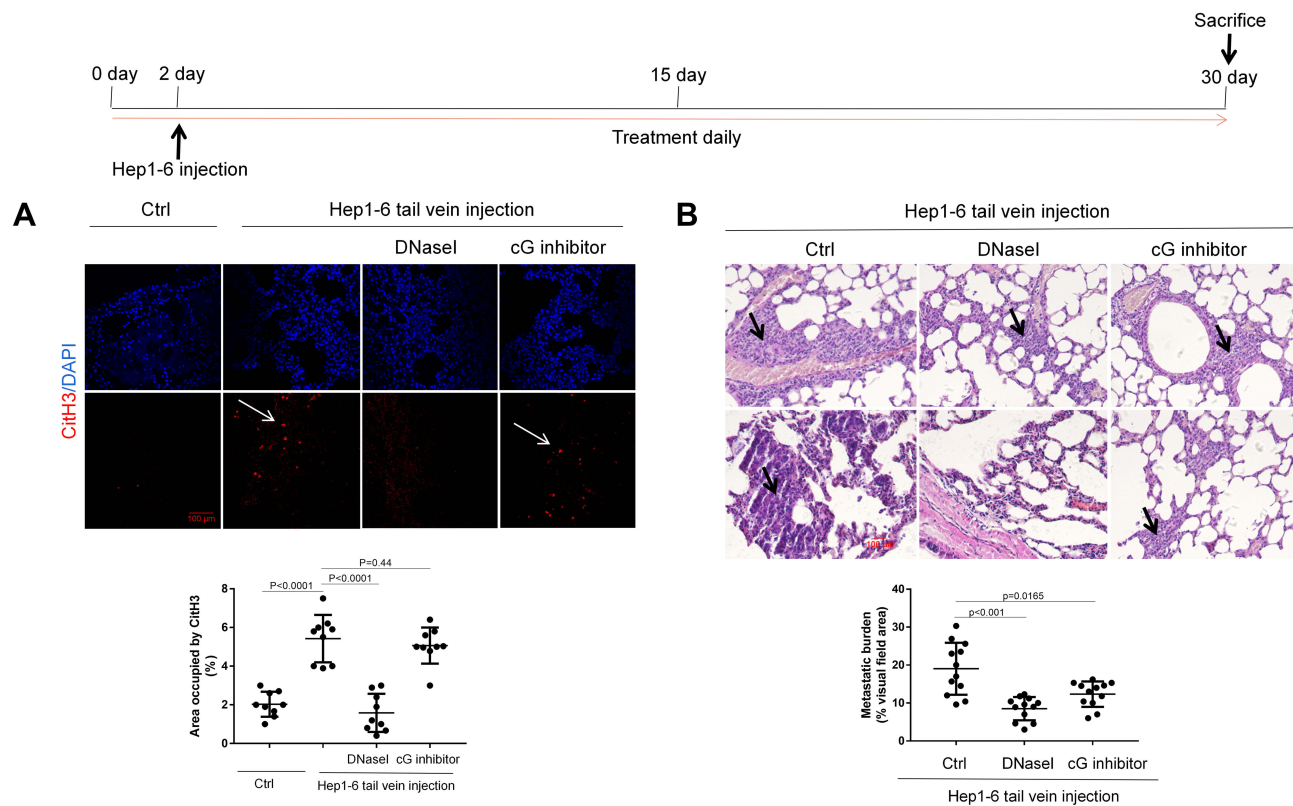 Sacrifice
0 day 2 day 15 day 30 day
Treatment daily
Hep1-6 injection
A
Ctrl Hep1-6 tail vein injection
DNaseI cG inhibitor
CitH3/DAPI
100 μm
P=0.44
P<0.0001 P<0.0001
Area occupied by CitH3
(%)
8
6
4
2
0
DNaseI cG inhibitor
Ctrl Hep1-6 tail vein injection
B
Hep1-6 tail vein injection
Ctrl DNaseI cG inhibitor
100 μm
p=0.0165
p<0.001
Metastatic burden
(% visual field area)
40
30
20
10
0
Ctrl DNaseI cG inhibitor
Hep1-6 tail vein injection